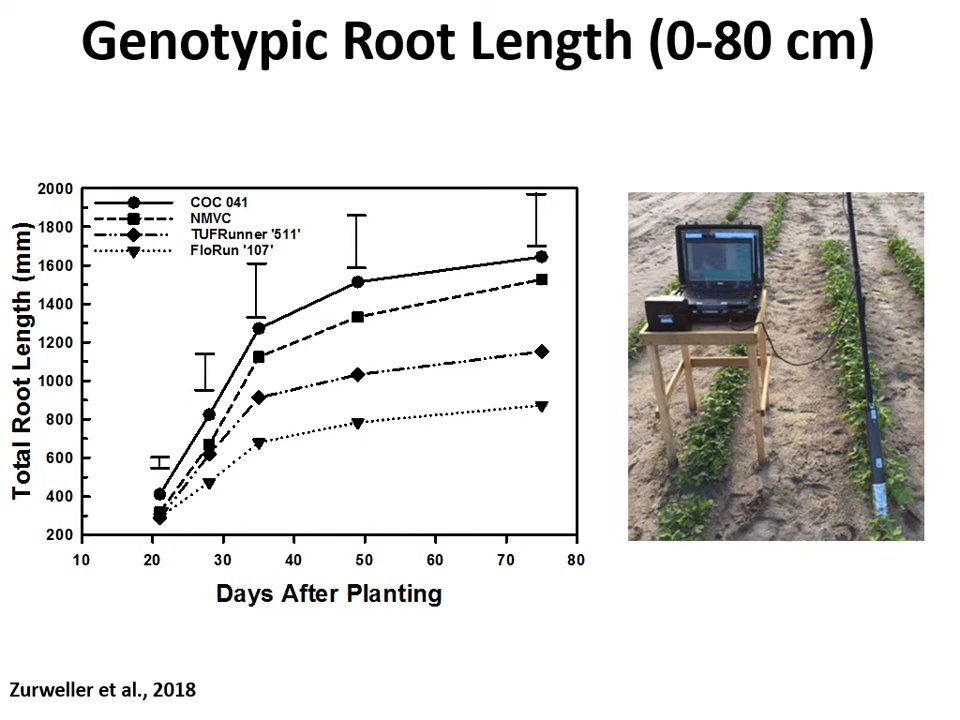 Genotypic Root Length (0-80 cm)
2000
1800
1600
1400
1200
1000
800
600
400
200
Total Root Length (mm)
COC 041
NMVC
TUFRunner '511'
FloRun '107'
10 20 30 40 50 60 70 80
Days After Planting
Zurweller et al., 2018